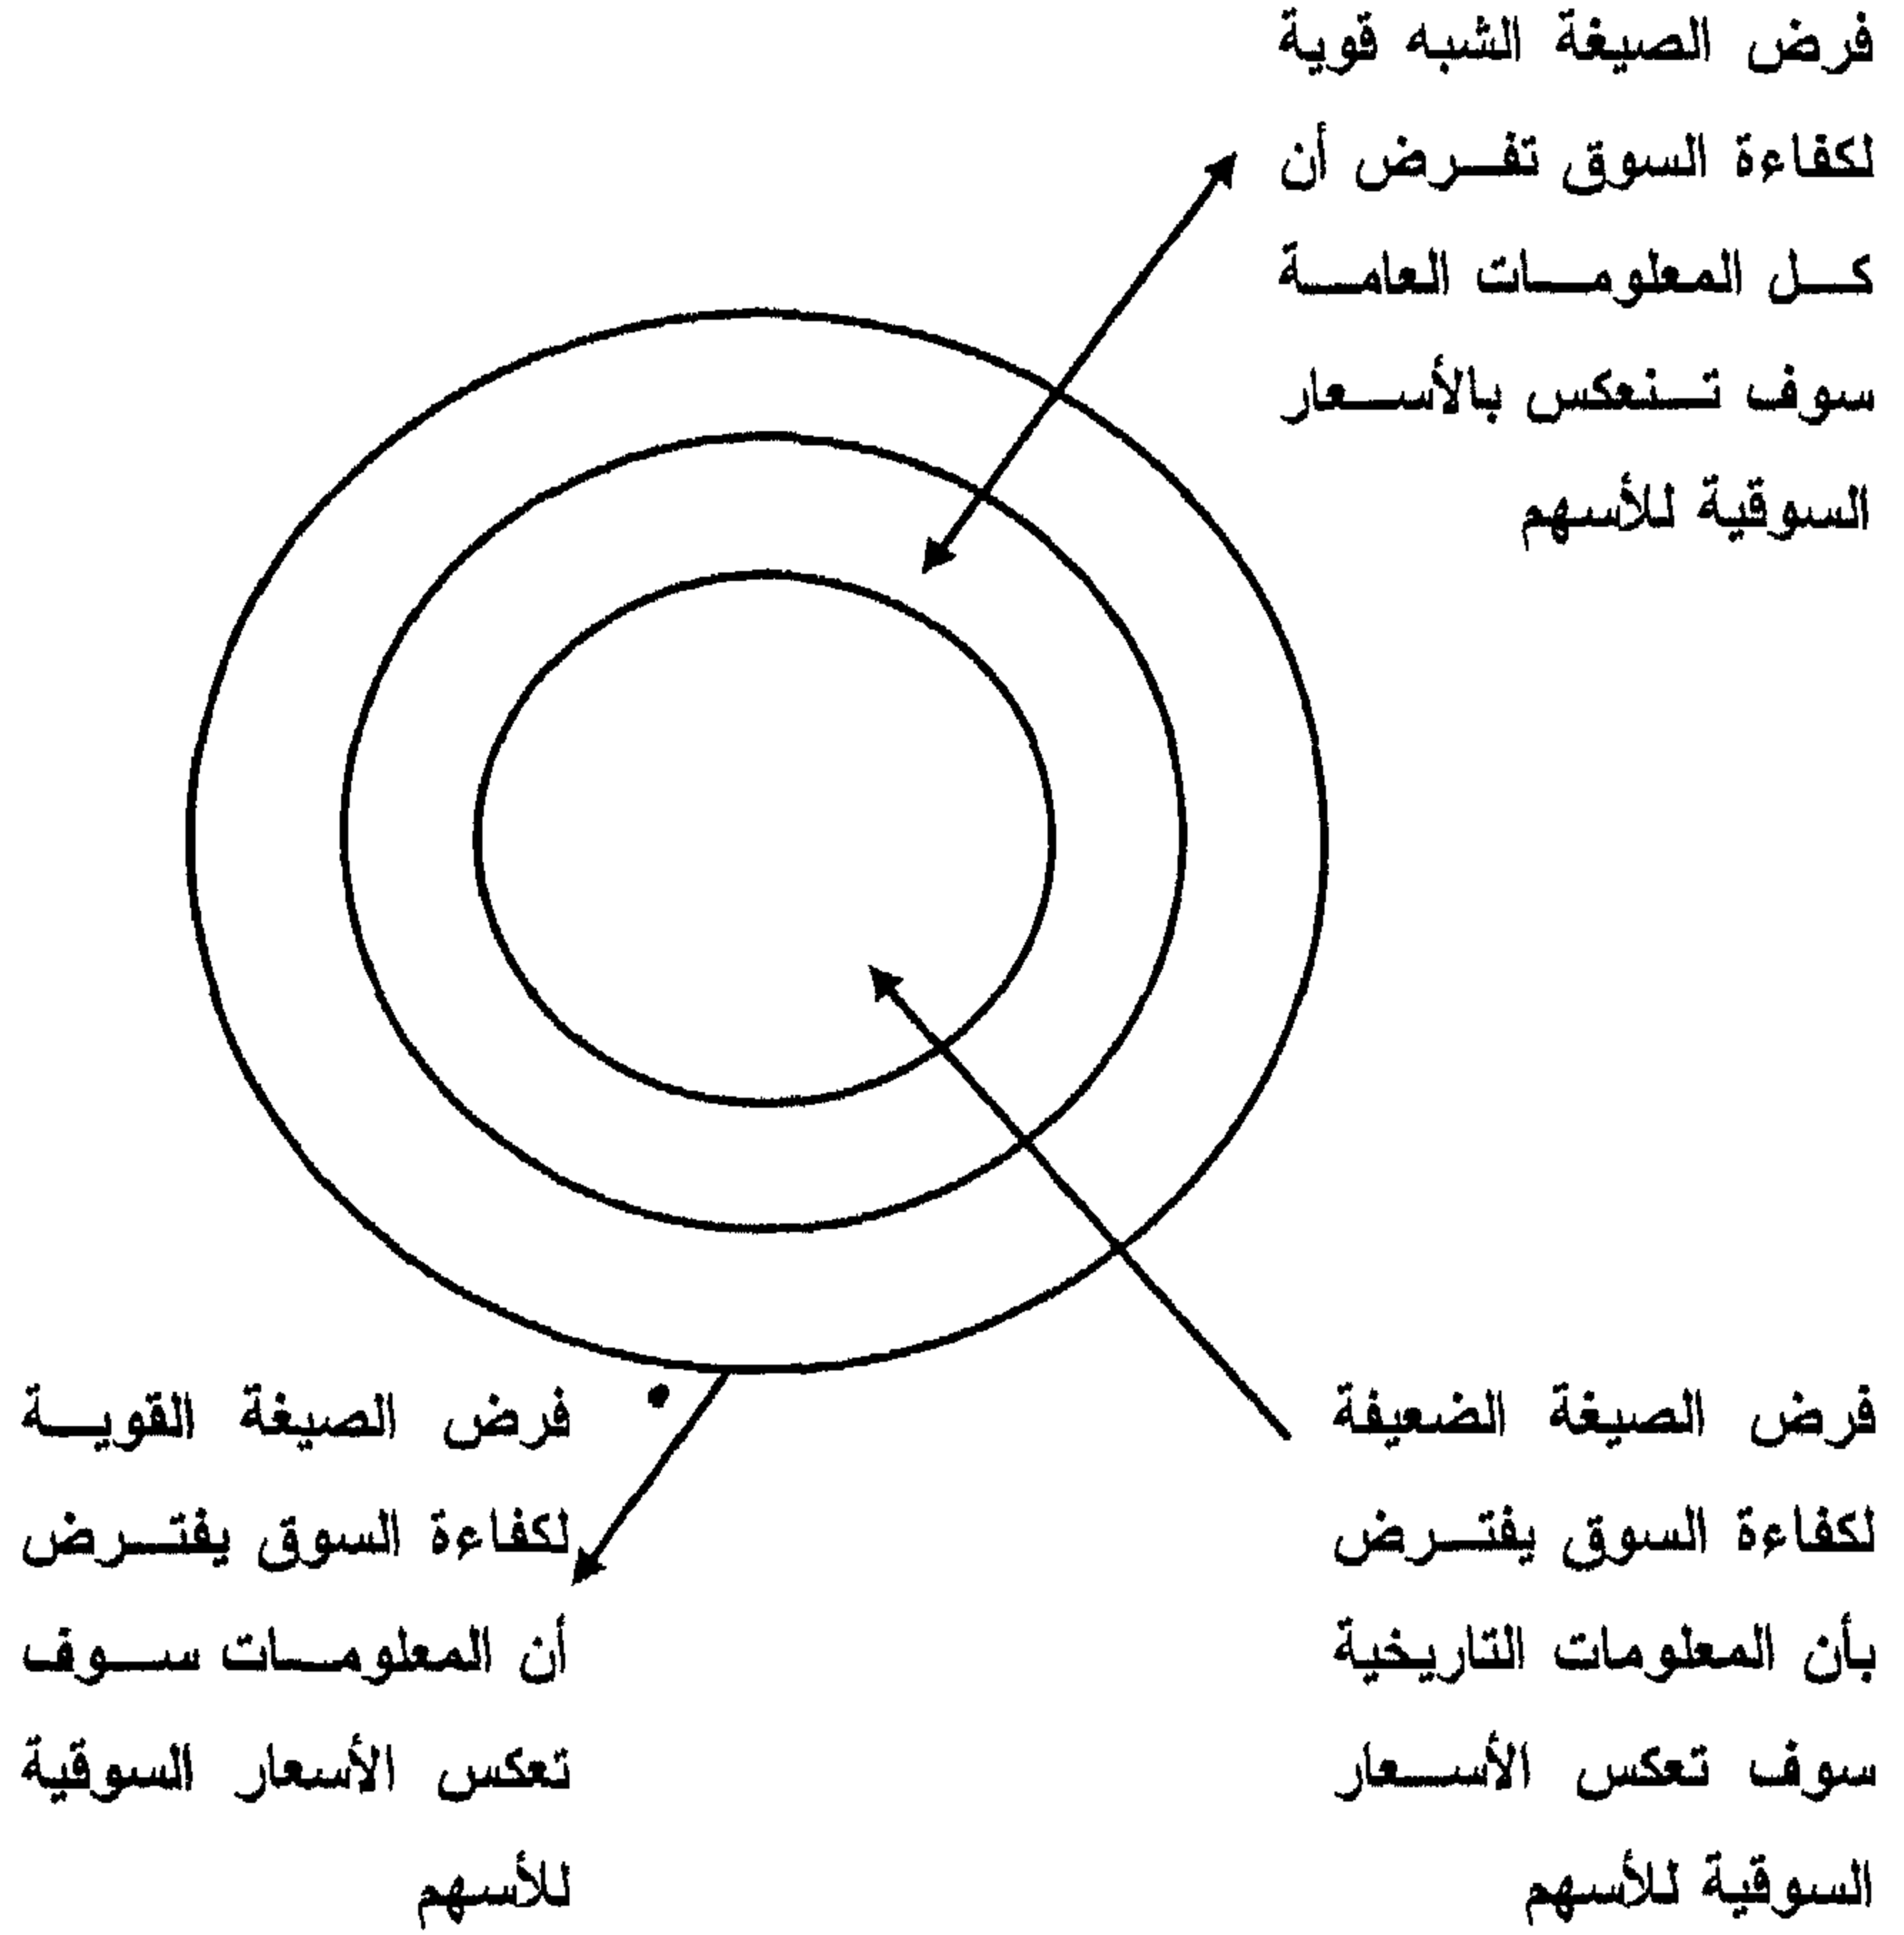 فرض الصيغة الشبه قوية
لكفاءة السوق تفرض أن
كل المعلومات العامة
سوف تنعكس بالأسعار
السوقية للأسهم
فرض الصيغة الضعيفة
لكفاءة السوق يفترض
بأن المعلومات التاريخية
سوف تعكس الأسعار
السوقية للأسهم
فرض الصيغة القوية
لكفاءة السوق يفترض
أن المعلومات سوف
تعكس الأسعار السوقية
للأسهم